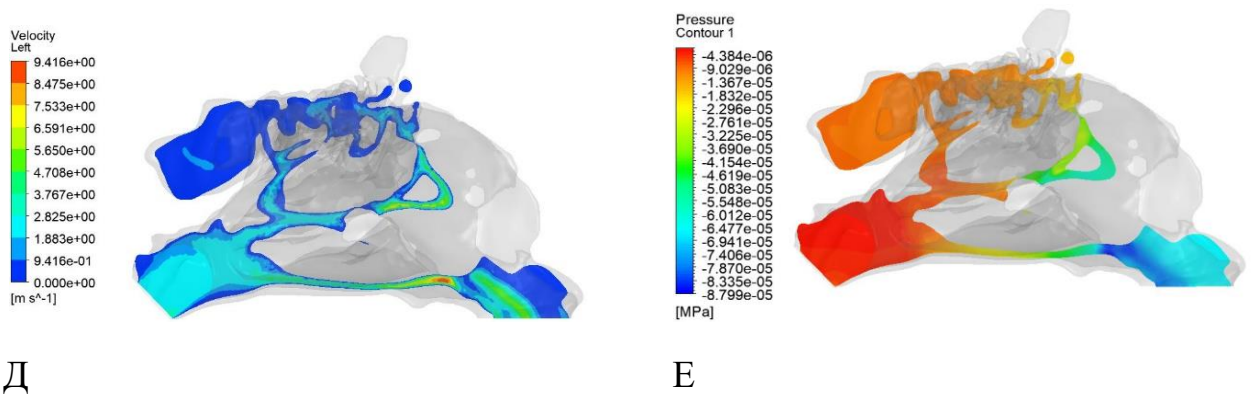 Velocity
Left
9.416e+00
8.475e+00
7.533e+00
6.591e+00
5.650e+00
4.708e+00
3.767e+00
2.825e+00
1.883e+00
9.416e-01
0.000e+00
[m s^-1]
Pressure
Contour 1
-4.384e-06
-9.029e-06
-1.367e-05
-1.832e-05
-2.296e-05
-2.761e-05
-3.225e-05
-3.690e-05
-4.154e-05
-4.619e-05
-5.083e-05
-5.548e-05
-6.012e-05
-6.477e-05
-6.941e-05
-7.406e-05
-7.870e-05
-8.335e-05
-8.799e-05
[MPa]
Д
Е